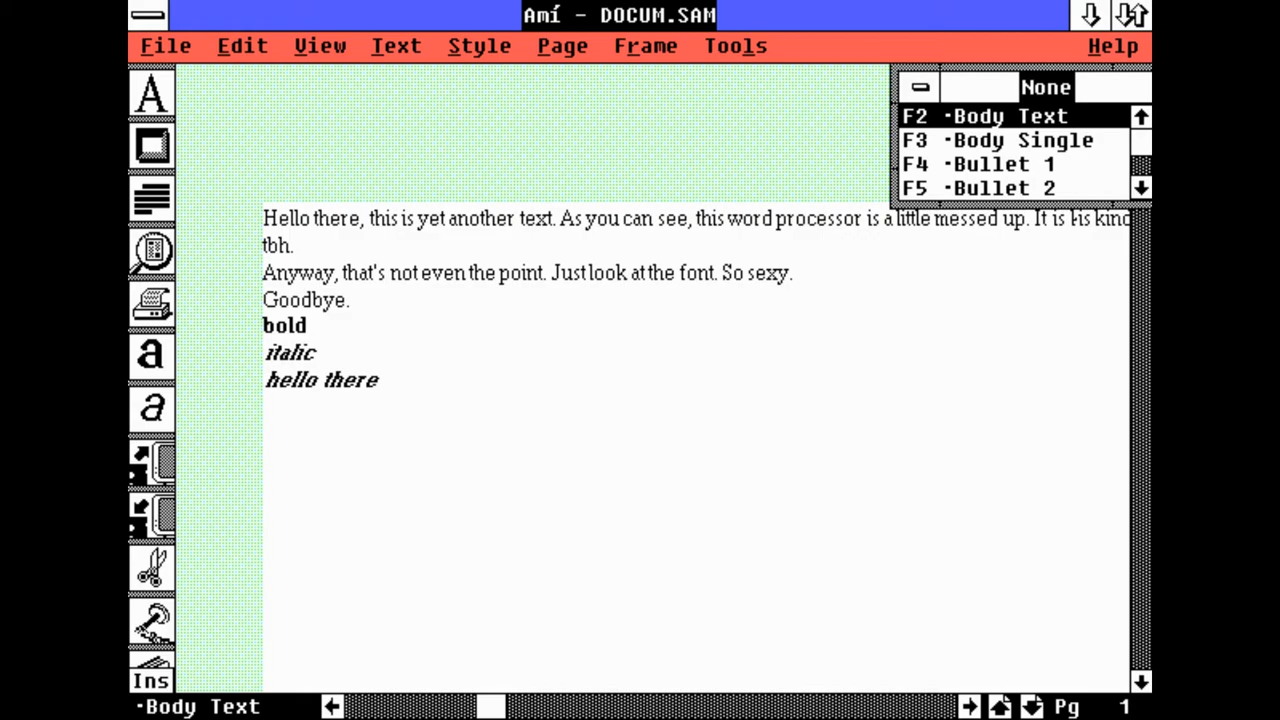 Amí - DOCUM.SAM
File Edit View Text Style Page Frame Tools Help
None
F2 ·Body Text
F3 ·Body Single
F4 ·Bullet 1
F5 ·Bullet 2
A
Hello there, this is yet another text. As you can see, this word processor is a little messed up. It is
tbh.
Anyway, that's not even the point. Just look at the font. So sexy.
Goodbye.
bold
italic
hello there
a
a
Ins
·Body Text Pg 1